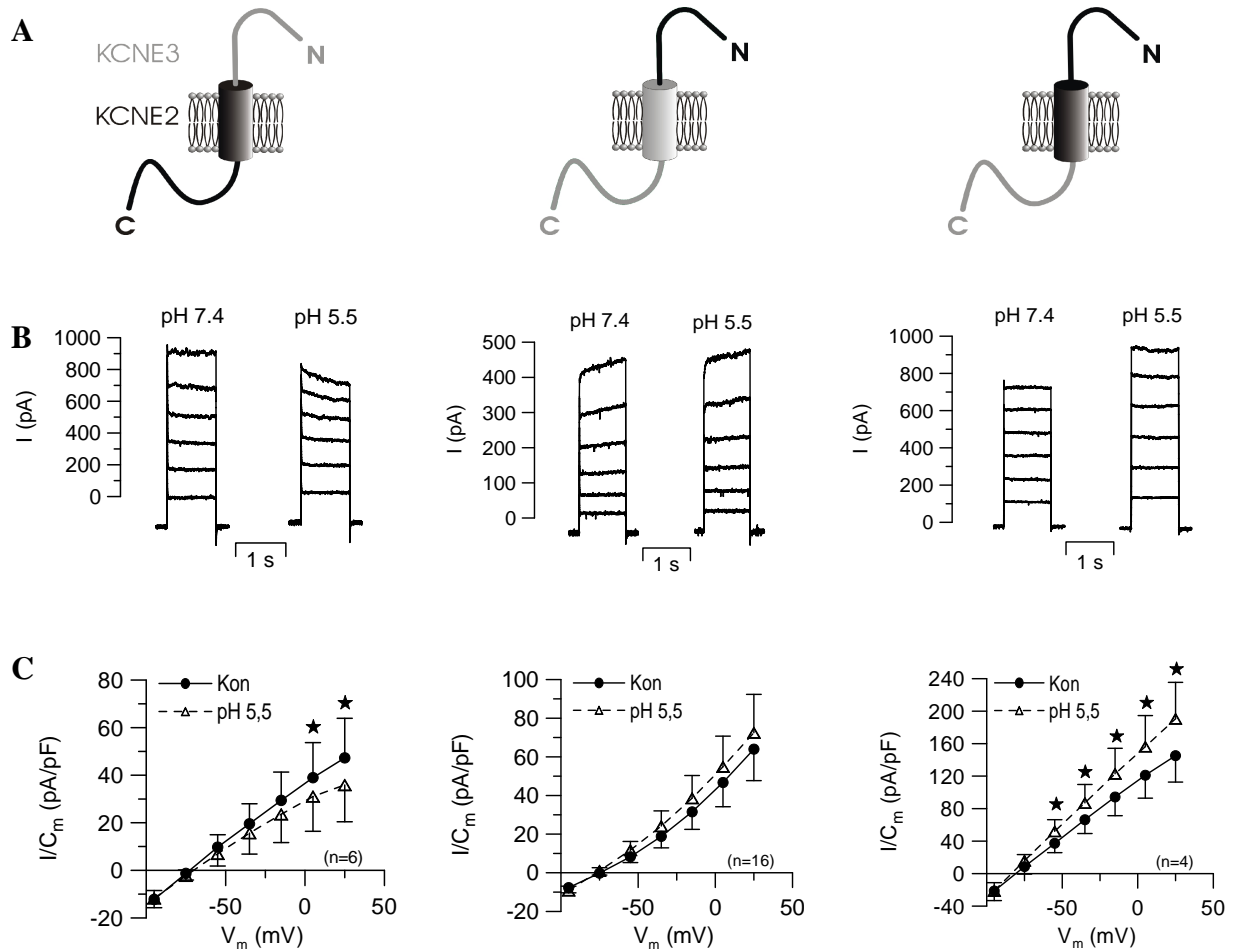 A
KCNE3
KCNE2
N
C
N
C
N
C
B
pH 7.4
pH 5.5
I (pA)
1000
800
600
400
200
0
1 s
pH 7.4
pH 5.5
I (pA)
500
400
300
200
100
0
1 s
pH 7.4
pH 5.5
I (pA)
1000
800
600
400
200
0
1 s
C
I/Cm (pA/pF)
80
60
40
20
0
-20
Kon
pH 5,5
(n=6)
-50
0
50
Vm (mV)
I/Cm (pA/pF)
100
80
60
40
20
0
-20
Kon
pH 5,5
(n=16)
-50
0
50
Vm (mV)
I/Cm (pA/pF)
240
200
160
120
80
40
0
-40
Kon
pH 5,5
(n=4)
-50
0
50
Vm (mV)